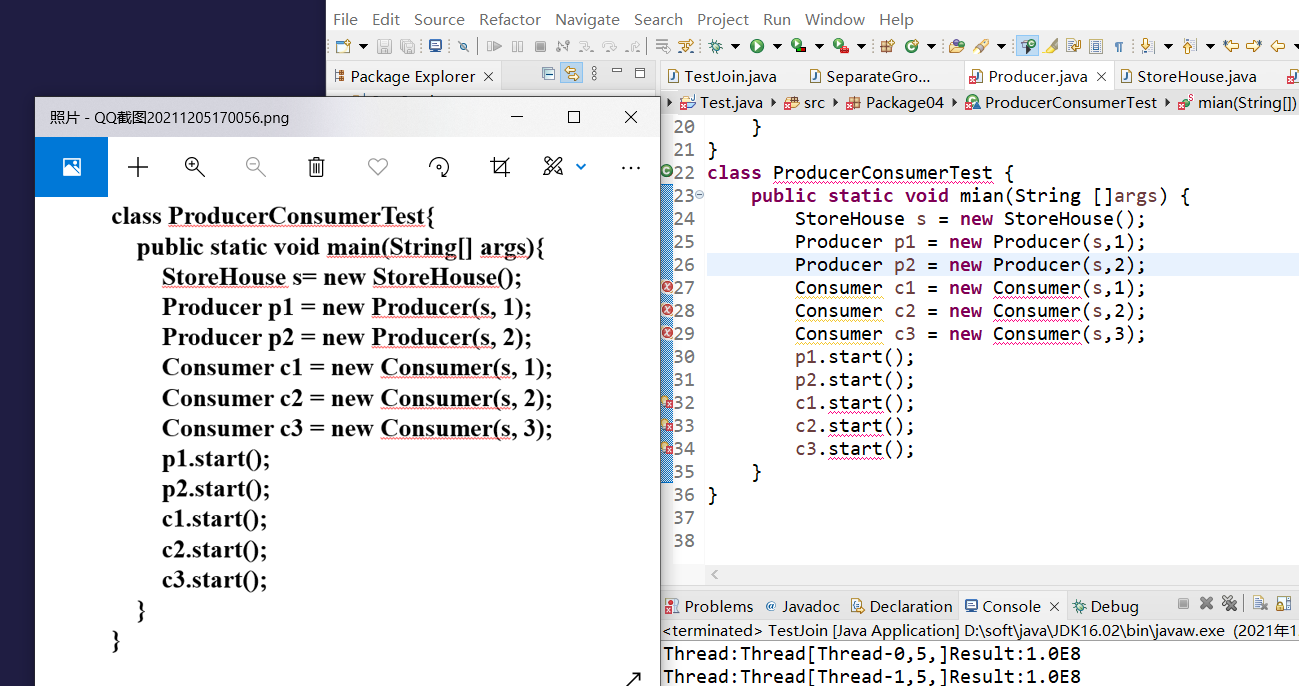 File Edit Source Refactor Navigate Search Project Run Window Help
Package Explorer
TestJoin.java SeparateGro... Producer.java StoreHouse.java
Test.java src Package04 ProducerConsumerTest mian(String[])
照片 - QQ截图20211205170056.png
class ProducerConsumerTest{
public static void main(String[] args){
StoreHouse s= new StoreHouse();
Producer p1 = new Producer(s, 1);
Producer p2 = new Producer(s, 2);
Consumer c1 = new Consumer(s, 1);
Consumer c2 = new Consumer(s, 2);
Consumer c3 = new Consumer(s, 3);
p1.start();
p2.start();
c1.start();
c2.start();
c3.start();
}
}
20 }
21 }
22 class ProducerConsumerTest {
23 public static void mian(String []args) {
24 StoreHouse s = new StoreHouse();
25 Producer p1 = new Producer(s,1);
26 Producer p2 = new Producer(s,2);
27 Consumer c1 = new Consumer(s,1);
28 Consumer c2 = new Consumer(s,2);
29 Consumer c3 = new Consumer(s,3);
30 p1.start();
31 p2.start();
32 c1.start();
33 c2.start();
34 c3.start();
35 }
36 }
37
38
Problems @ Javadoc Declaration Console Debug
<terminated> TestJoin [Java Application] D:\soft\java\JDK16.02\bin\javaw.exe (2021年1
Thread:Thread[Thread-0,5,]Result:1.0E8
Thread:Thread[Thread-1,5,]Result:1.0E8